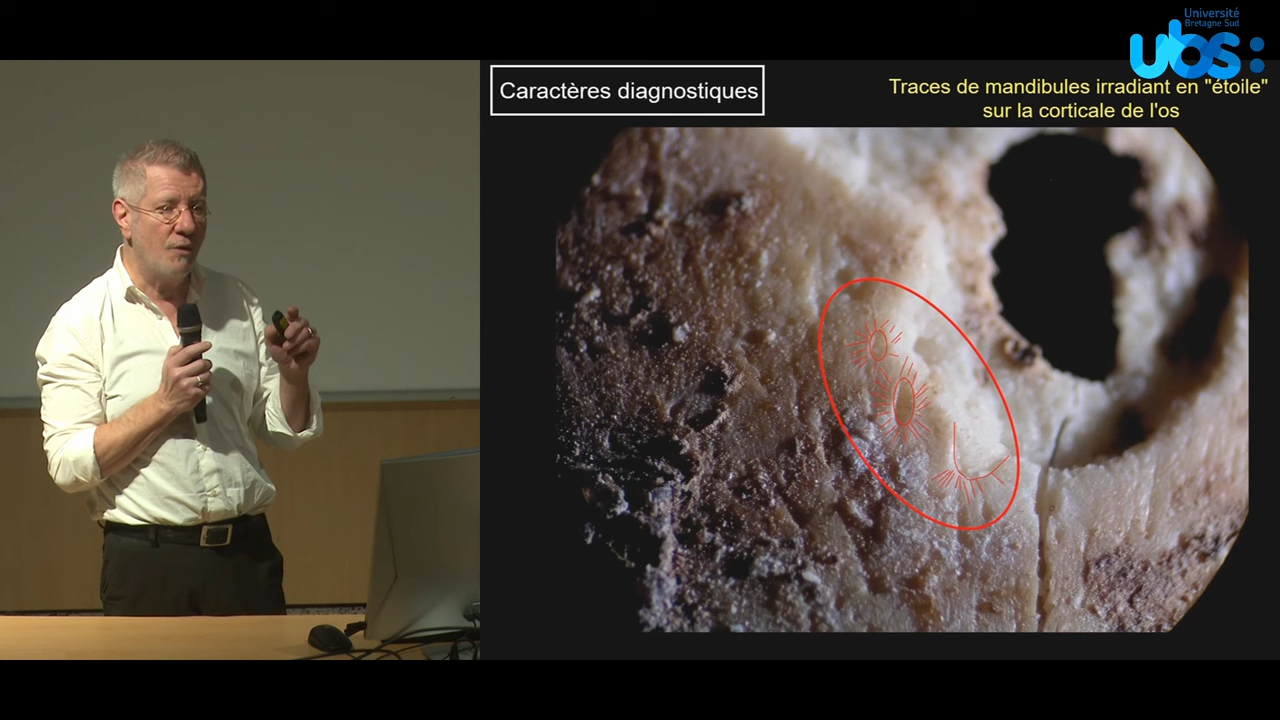 Université
Bretagne Sud
ubs:
Caractères diagnostiques
Traces de mandibules irradiant en "étoile"
sur la corticale de l'os